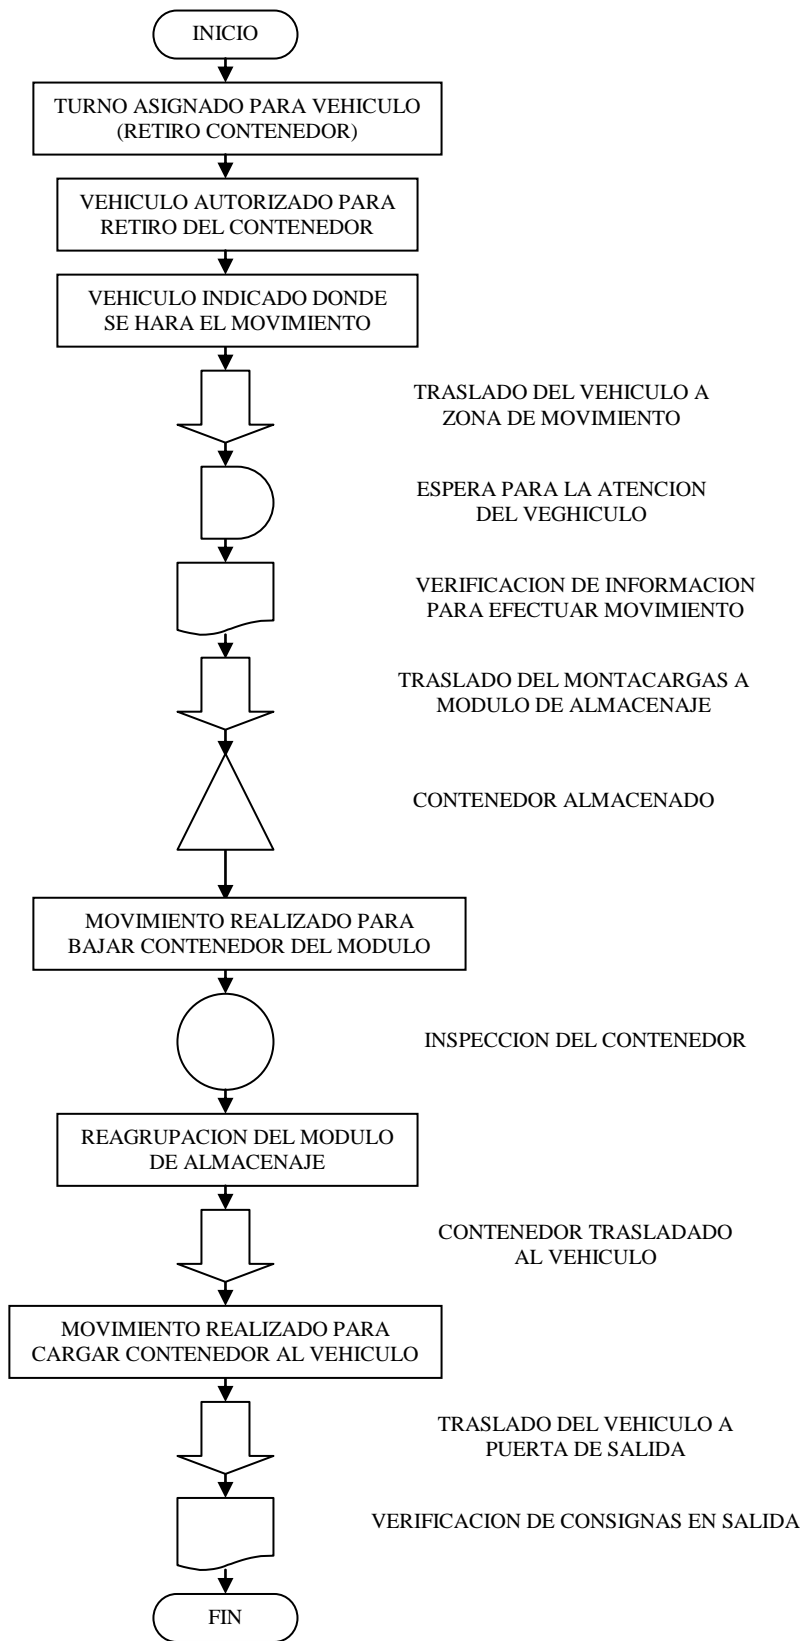 INICIO
TURNO ASIGNADO PARA VEHICULO
(RETIRO CONTENEDOR)
VEHICULO AUTORIZADO PARA
RETIRO DEL CONTENEDOR
VEHICULO INDICADO DONDE
SE HARA EL MOVIMIENTO
TRASLADO DEL VEHICULO A
ZONA DE MOVIMIENTO
ESPERA PARA LA ATENCION
DEL VEGHICULO
VERIFICACION DE INFORMACION
PARA EFECTUAR MOVIMIENTO
TRASLADO DEL MONTACARGAS A
MODULO DE ALMACENAJE
CONTENEDOR ALMACENADO
MOVIMIENTO REALIZADO PARA
BAJAR CONTENEDOR DEL MODULO
INSPECCION DEL CONTENEDOR
REAGRUPACION DEL MODULO
DE ALMACENAJE
CONTENEDOR TRASLADADO
AL VEHICULO
MOVIMIENTO REALIZADO PARA
CARGAR CONTENEDOR AL VEHICULO
TRASLADO DEL VEHICULO A
PUERTA DE SALIDA
VERIFICACION DE CONSIGNAS EN SALIDA
FIN